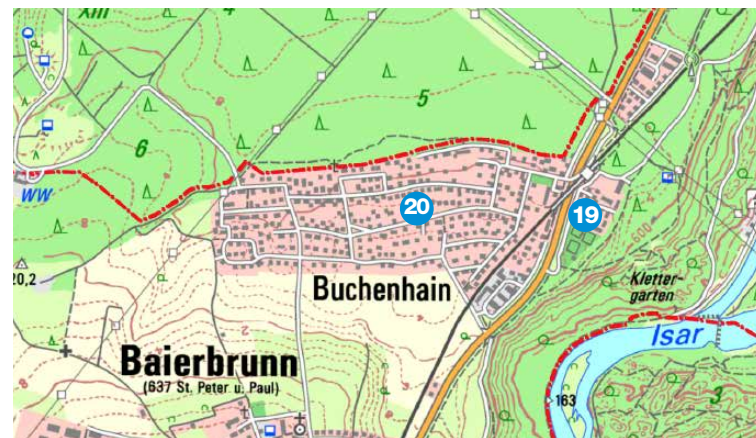 XIII
4
5
6
WW
20
19
20,2
Buchenhain
Kletter-
garten
Isar
Baierbrunn
(637 St. Peter u. Paul)
163
3